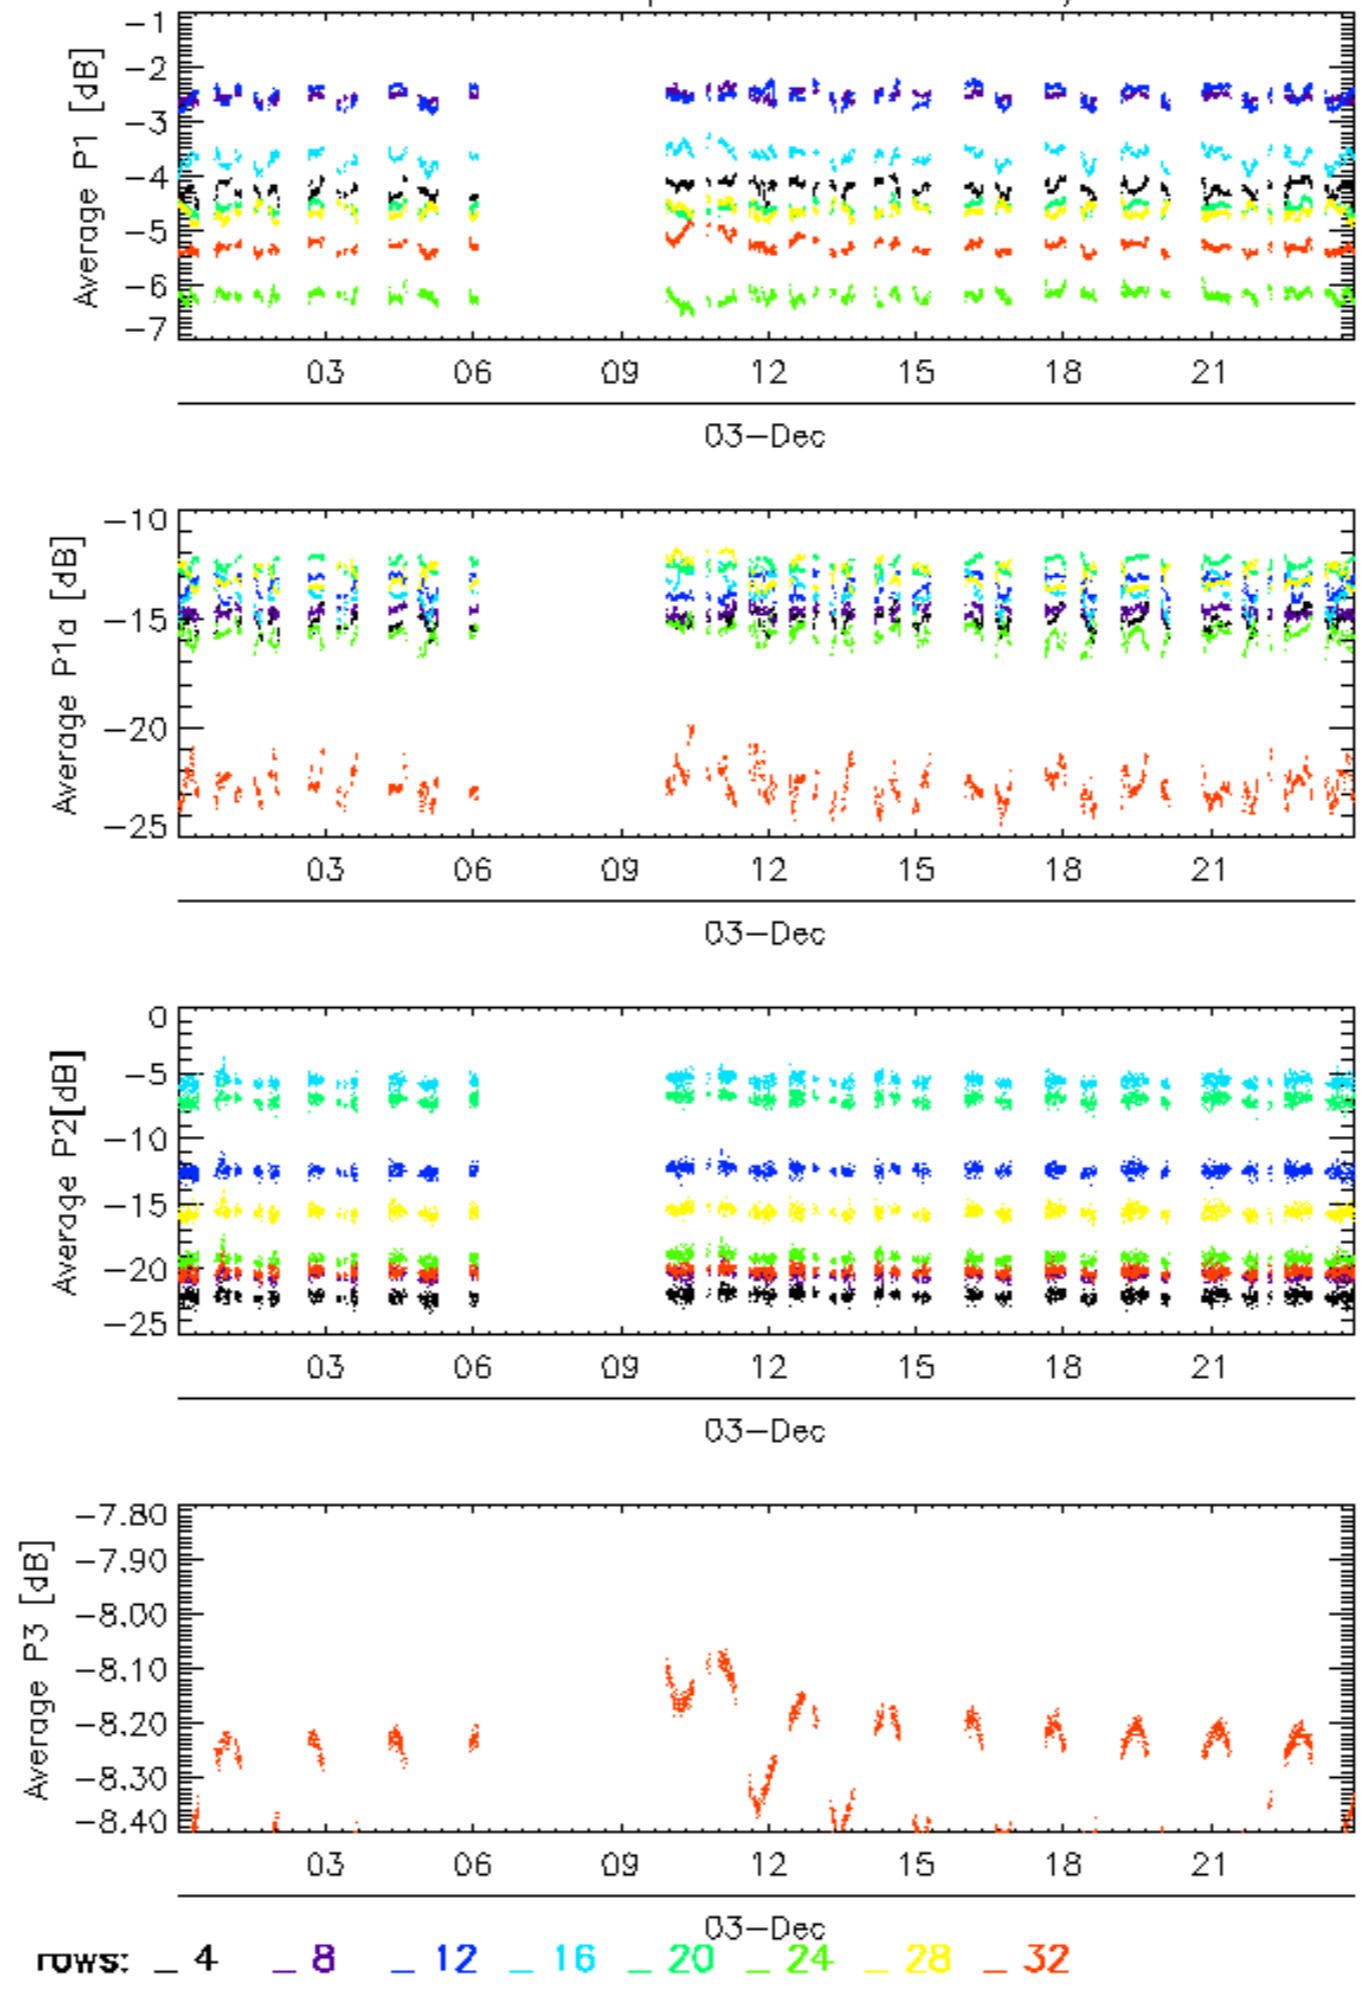 -1
-2
-3
-4
-5
-6
-7
Average P1 [dB]
03 06 09 12 15 18 21
03-Dec
-10
-15
-20
-25
Average P1a [dB]
03 06 09 12 15 18 21
03-Dec
0
-5
-10
-15
-20
-25
Average P2[dB]
03 06 09 12 15 18 21
03-Dec
-7.80
-7.90
-8.00
-8.10
-8.20
-8.30
-8.40
Average P3 [dB]
03 06 09 12 15 18 21
03-Dec
rows: _ 4 _ 8 _ 12 _ 16 _ 20 _ 24 _ 28 _ 32